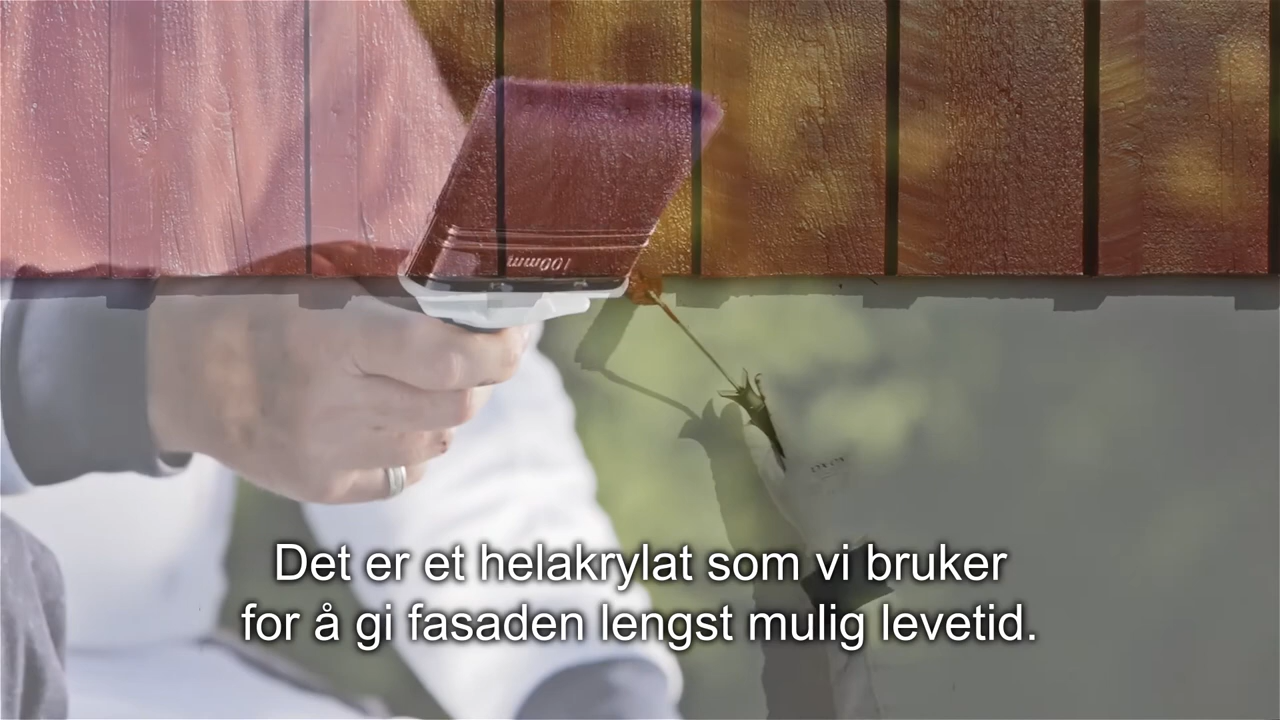 100mm
Det er et helakrylat som vi bruker
for å gi fasaden lengst mulig levetid.